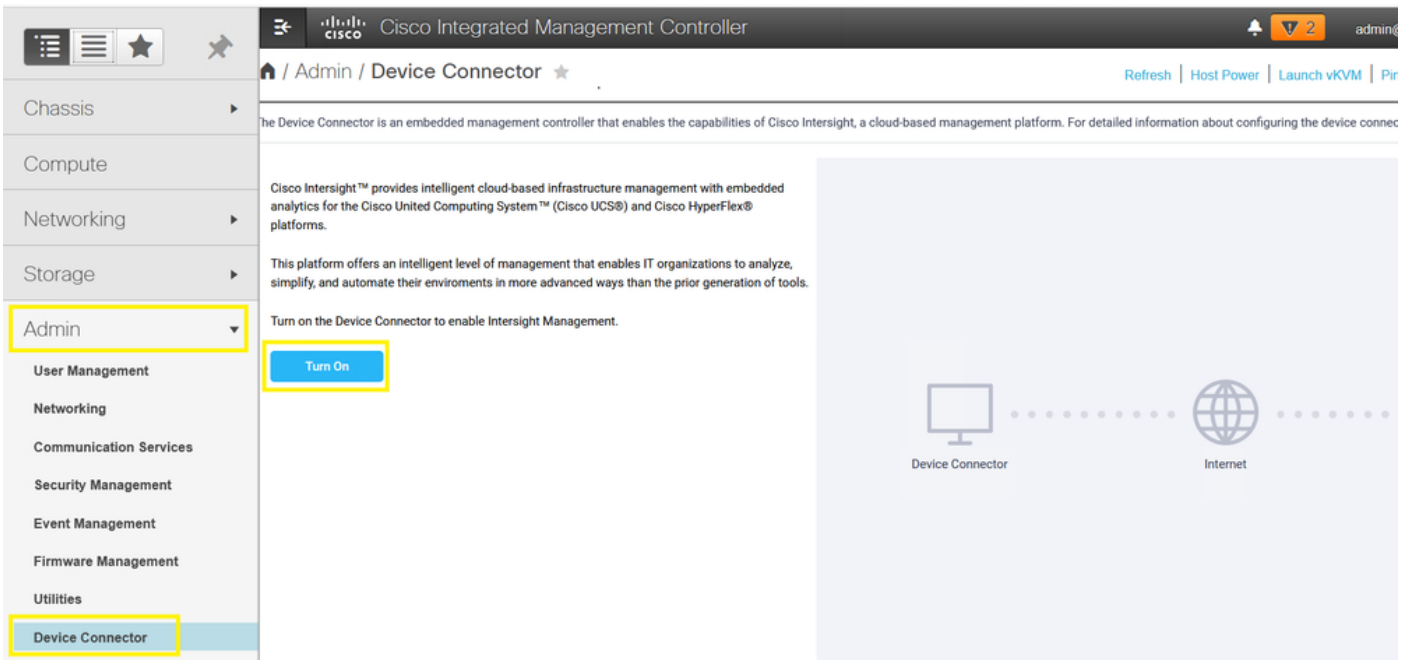 cisco Cisco Integrated Management Controller
2 admin@
/ Admin / Device Connector
Refresh | Host Power | Launch vKVM | Pin
Chassis
Compute
Networking
Storage
Admin
User Management
Networking
Communication Services
Security Management
Event Management
Firmware Management
Utilities
Device Connector
The Device Connector is an embedded management controller that enables the capabilities of Cisco Intersight, a cloud-based management platform. For detailed information about configuring the device connec
Cisco Intersight™ provides intelligent cloud-based infrastructure management with embedded
analytics for the Cisco United Computing System™ (Cisco UCS®) and Cisco HyperFlex®
platforms.
This platform offers an intelligent level of management that enables IT organizations to analyze,
simplify, and automate their enviroments in more advanced ways than the prior generation of tools.
Turn on the Device Connector to enable Intersight Management.
Turn On
Device Connector
Internet